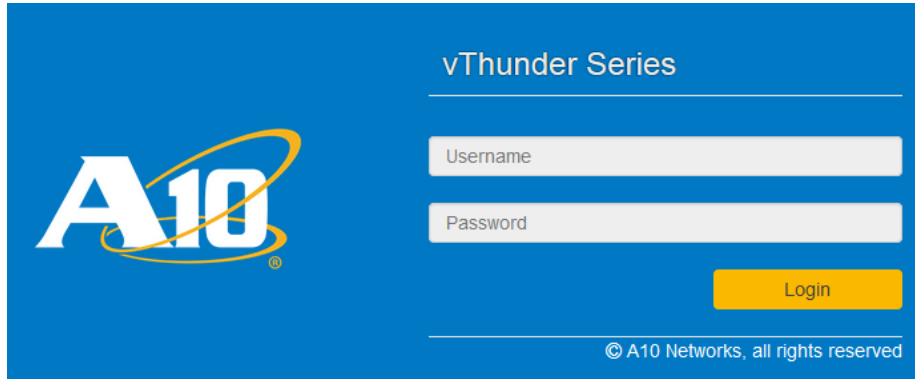 vThunder Series
A10
®
Username
Password
Login
© A10 Networks, all rights reserved